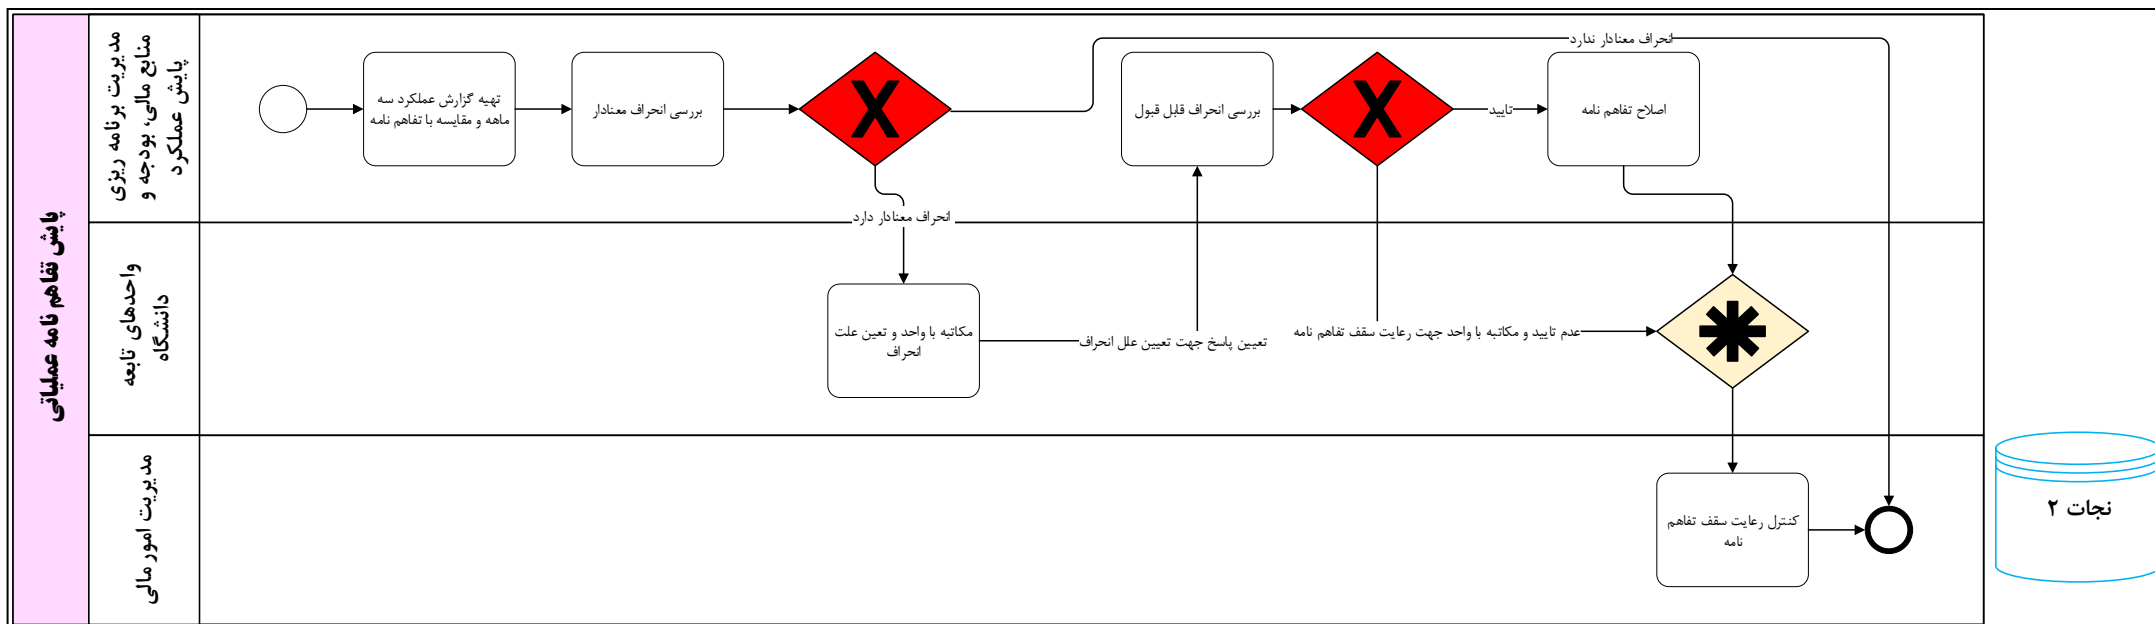 پایش تفاهم نامه عملیاتی
مدیریت برنامه ریزی
منابع مالی، بودجه و
پایش عملکرد
تهیه گزارش عملکرد سه
ماهه و مقایسه با تفاهم نامه
بررسی انحراف معنادار
X
انحراف معنادار ندارد
بررسی انحراف قابل قبول
X
تایید
اصلاح تفاهم نامه
انحراف معنادار دارد
واحدهای تابعه
دانشگاه
مکاتبه با واحد و تعین علت
انحراف
تعیین پاسخ جهت تعیین علل انحراف
عدم تایید و مکاتبه با واحد جهت رعایت سقف تفاهم نامه
مدیریت امور مالی
کنترل رعایت سقف تفاهم
نامه
نجات ۲